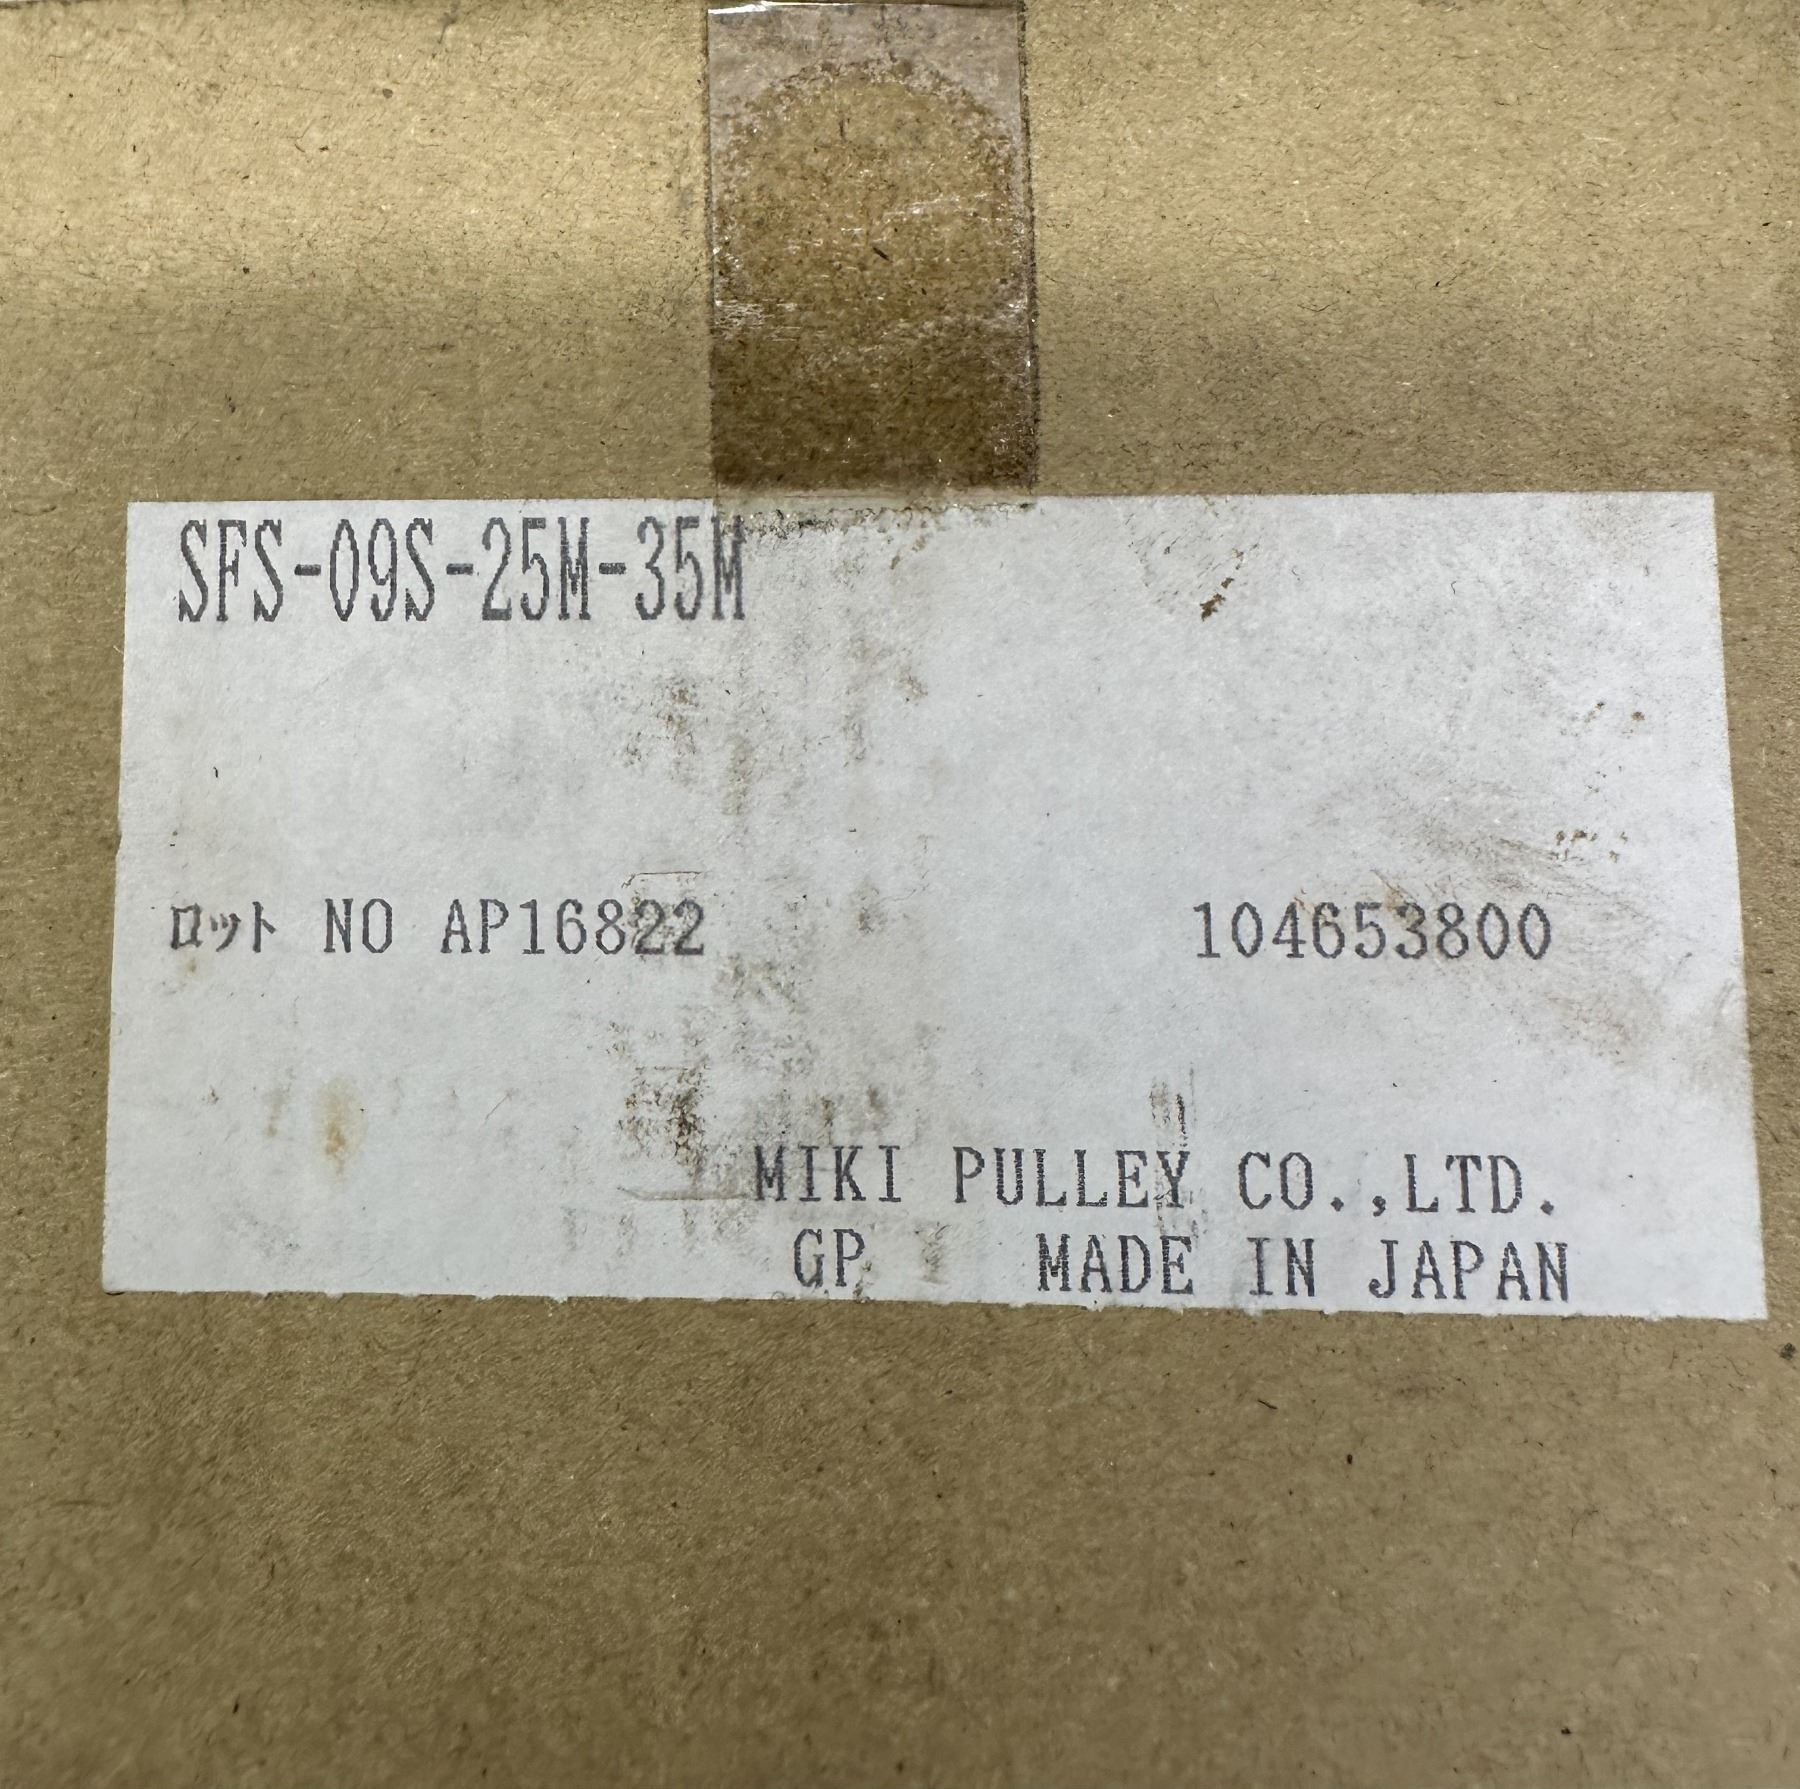 SFS-09S-25M-35M
ロット NO AP16822 104653800
MIKI PULLEY CO.,LTD.
GP MADE IN JAPAN